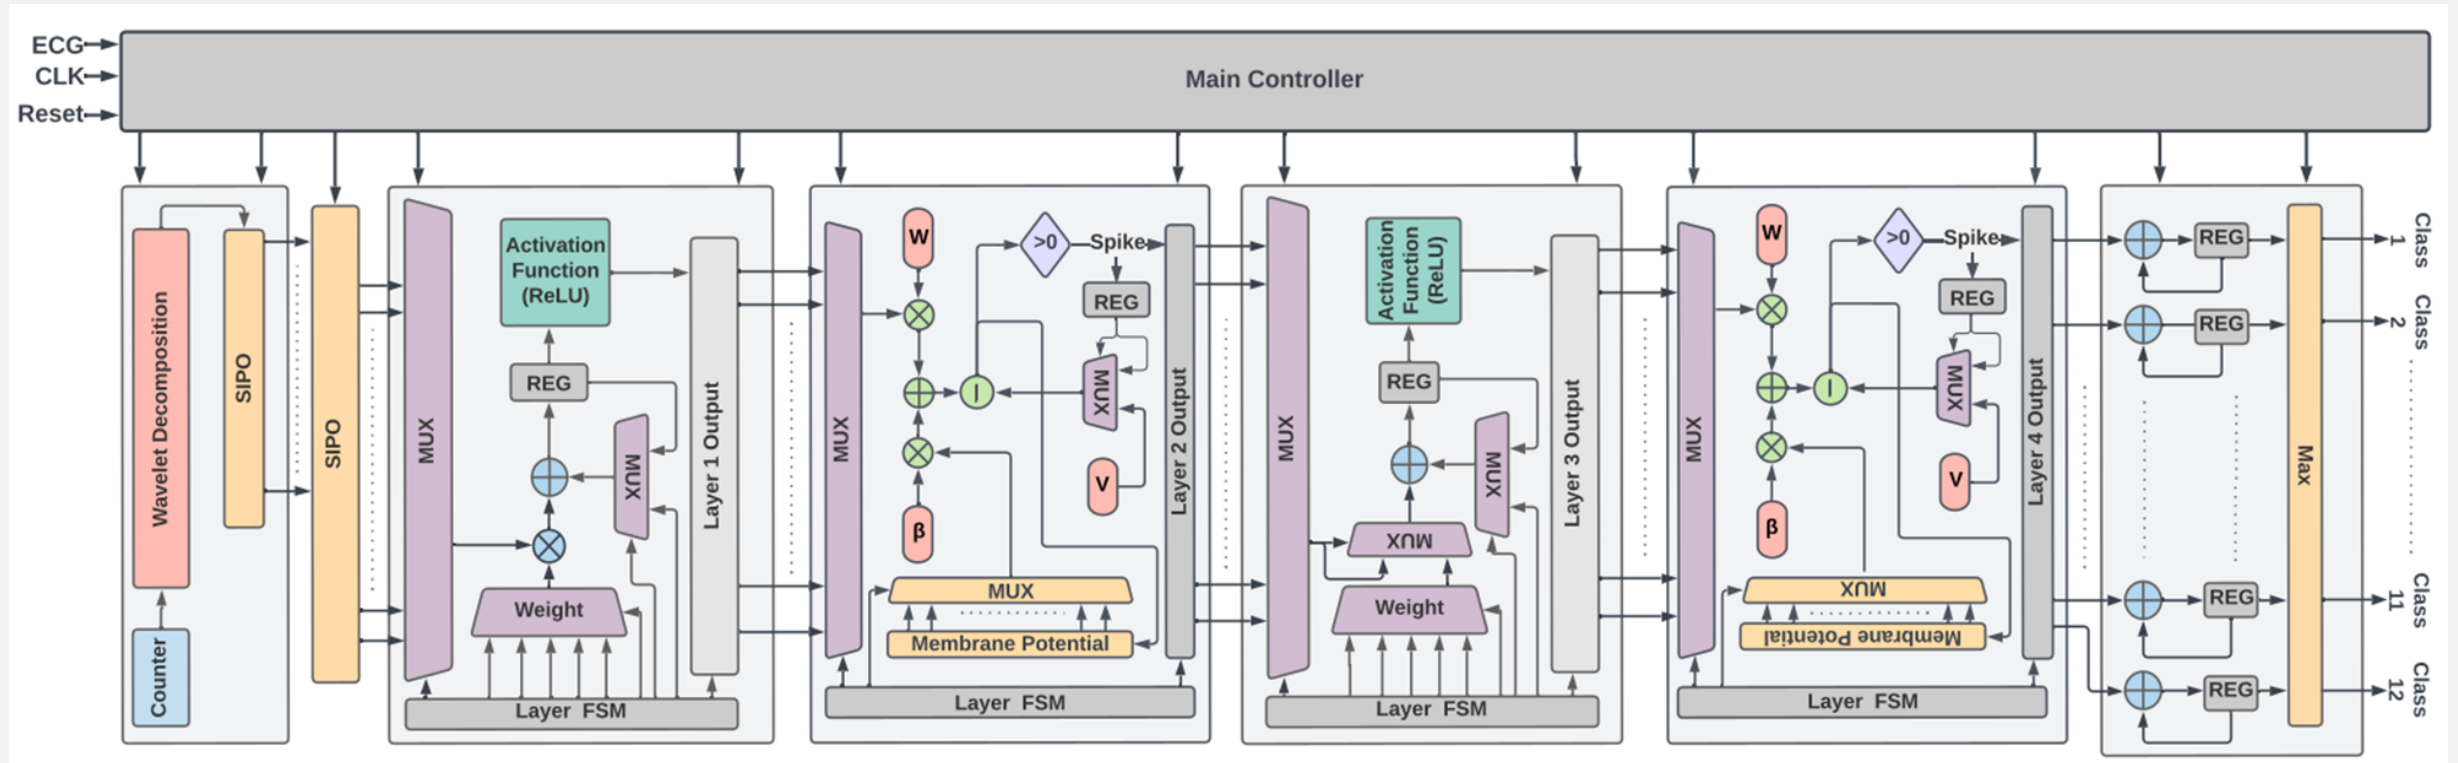 ECG
CLK
Reset
Main Controller
Wavelet Decomposition
Counter
SIPO
SIPO
MUX
Activation
Function
(ReLU)
REG
MUX
Weight
Layer 1 Output
Layer FSM
MUX
W
β
>0
Spike
REG
MUX
V
MUX
Membrane Potential
Layer 2 Output
Layer FSM
MUX
Activation
Function
(ReLU)
REG
MUX
MUX
Weight
Layer 3 Output
Layer FSM
MUX
W
β
>0
Spike
REG
MUX
V
MUX
Membrane Potential
Layer 4 Output
Layer FSM
REG
REG
REG
REG
Max
Class
1
Class
2
Class
11
Class
12